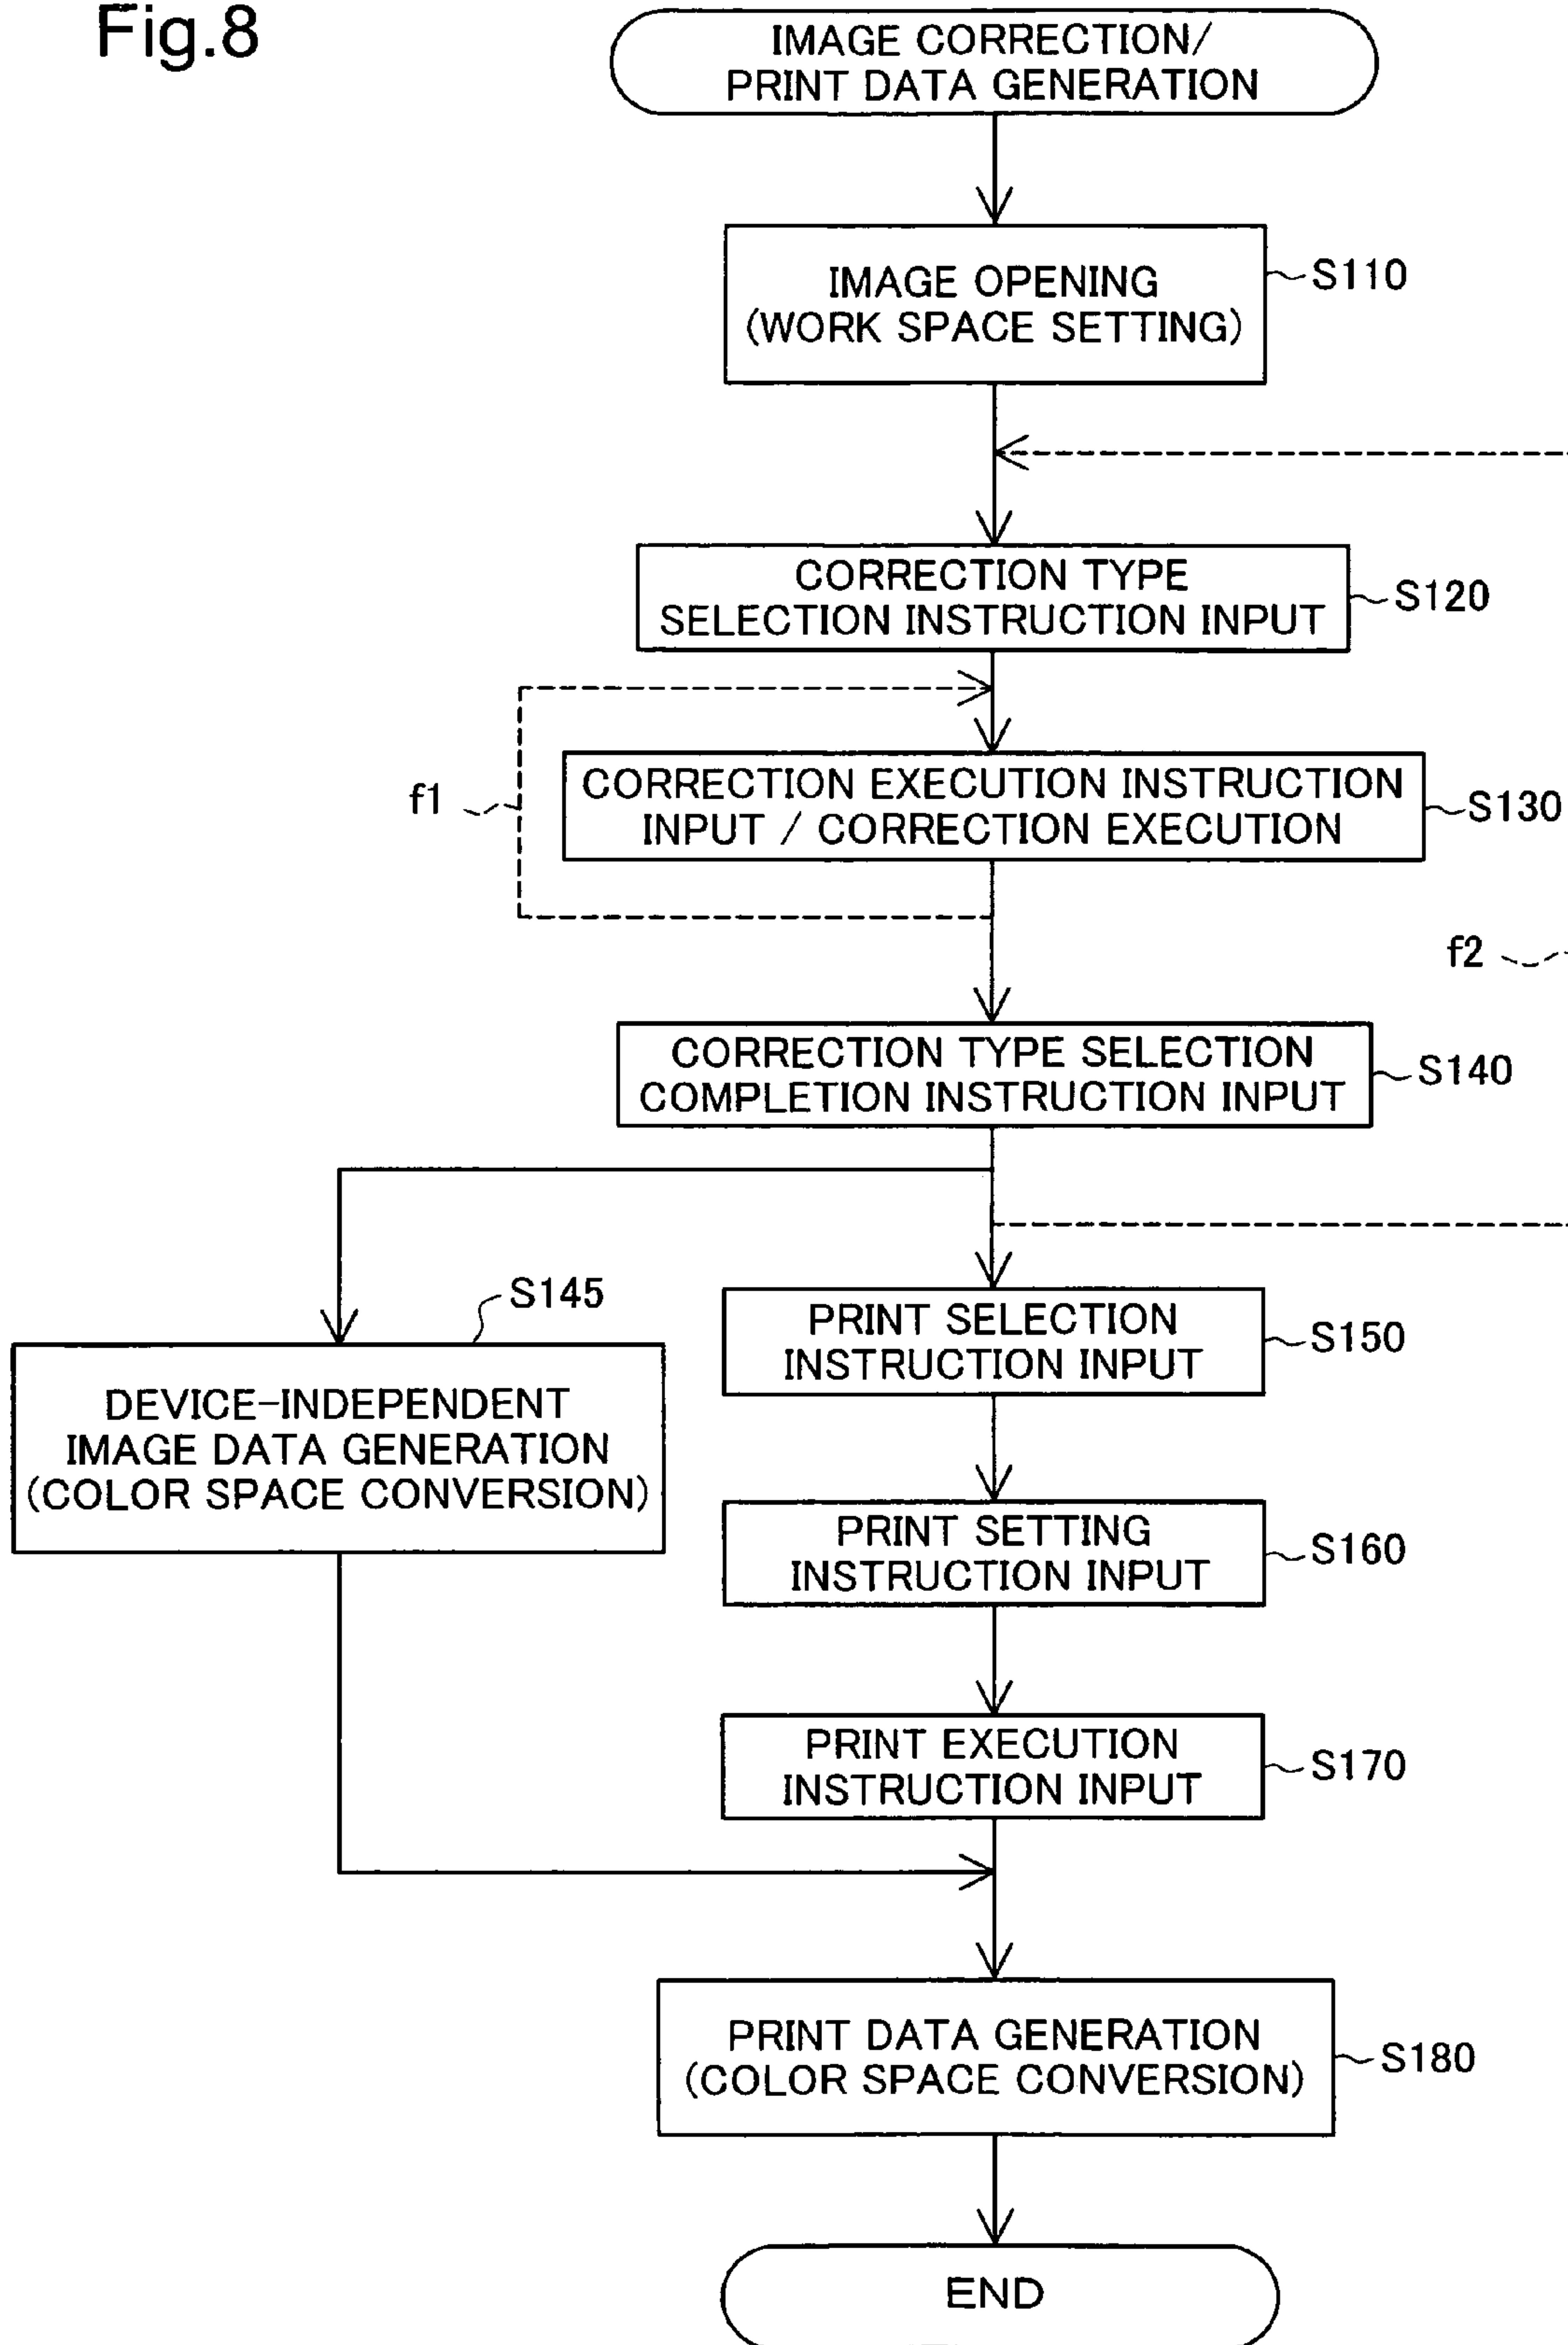 Fig.8
IMAGE CORRECTION/
PRINT DATA GENERATION
IMAGE OPENING
(WORK SPACE SETTING)
S110
CORRECTION TYPE
SELECTION INSTRUCTION INPUT
S120
f1
CORRECTION EXECUTION INSTRUCTION
INPUT / CORRECTION EXECUTION
S130
f2
CORRECTION TYPE SELECTION
COMPLETION INSTRUCTION INPUT
S140
S145
DEVICE-INDEPENDENT
IMAGE DATA GENERATION
(COLOR SPACE CONVERSION)
PRINT SELECTION
INSTRUCTION INPUT
S150
PRINT SETTING
INSTRUCTION INPUT
S160
PRINT EXECUTION
INSTRUCTION INPUT
S170
PRINT DATA GENERATION
(COLOR SPACE CONVERSION)
S180
END